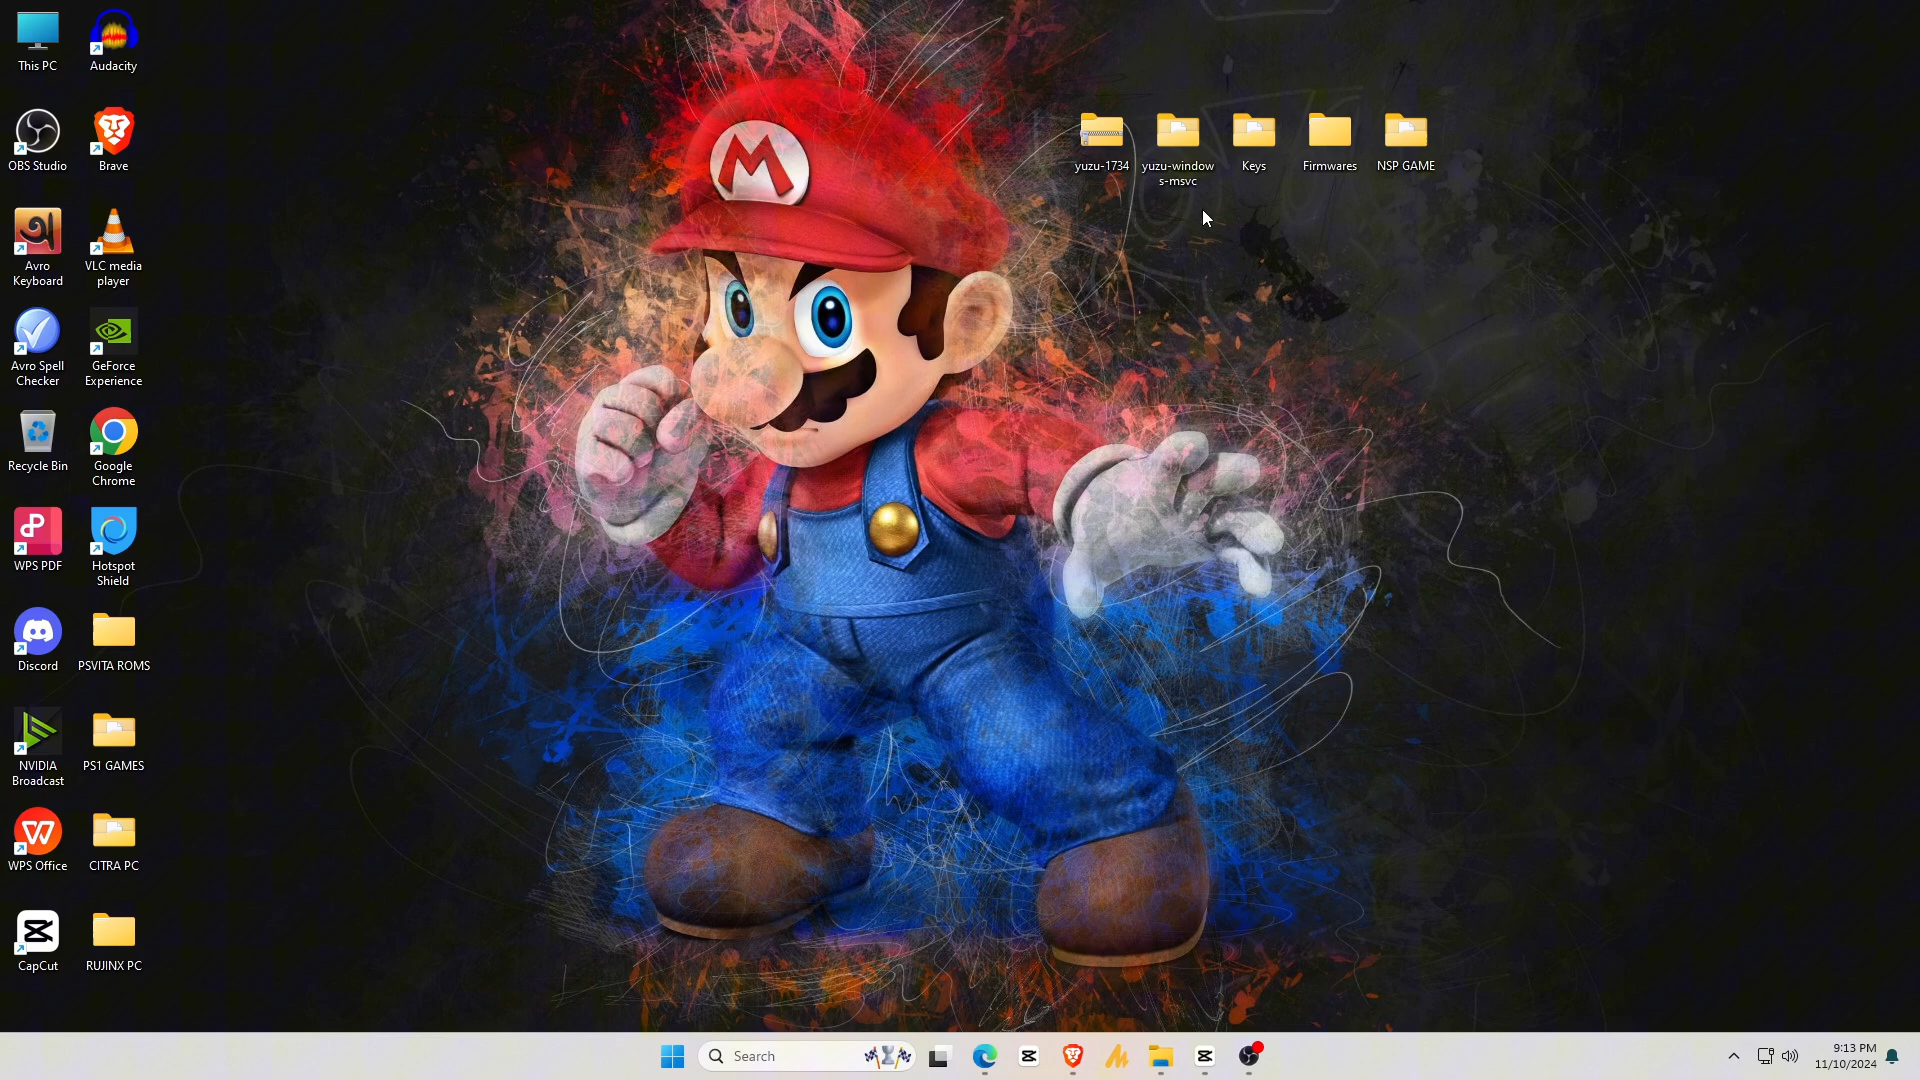 This PC
Audacity
OBS Studio
Brave
Avro
Keyboard
VLC media
player
Avro Spell
Checker
GeForce
Experience
Recycle Bin
Google
Chrome
WPS PDF
Hotspot
Shield
Discord
PSVITA ROMS
NVIDIA
Broadcast
PS1 GAMES
WPS Office
CITRA PC
CapCut
RUJINX PC
yuzu-1734
yuzu-window
s-msvc
Keys
Firmwares
NSP GAME
M
Search
9:13 PM
11/10/2024